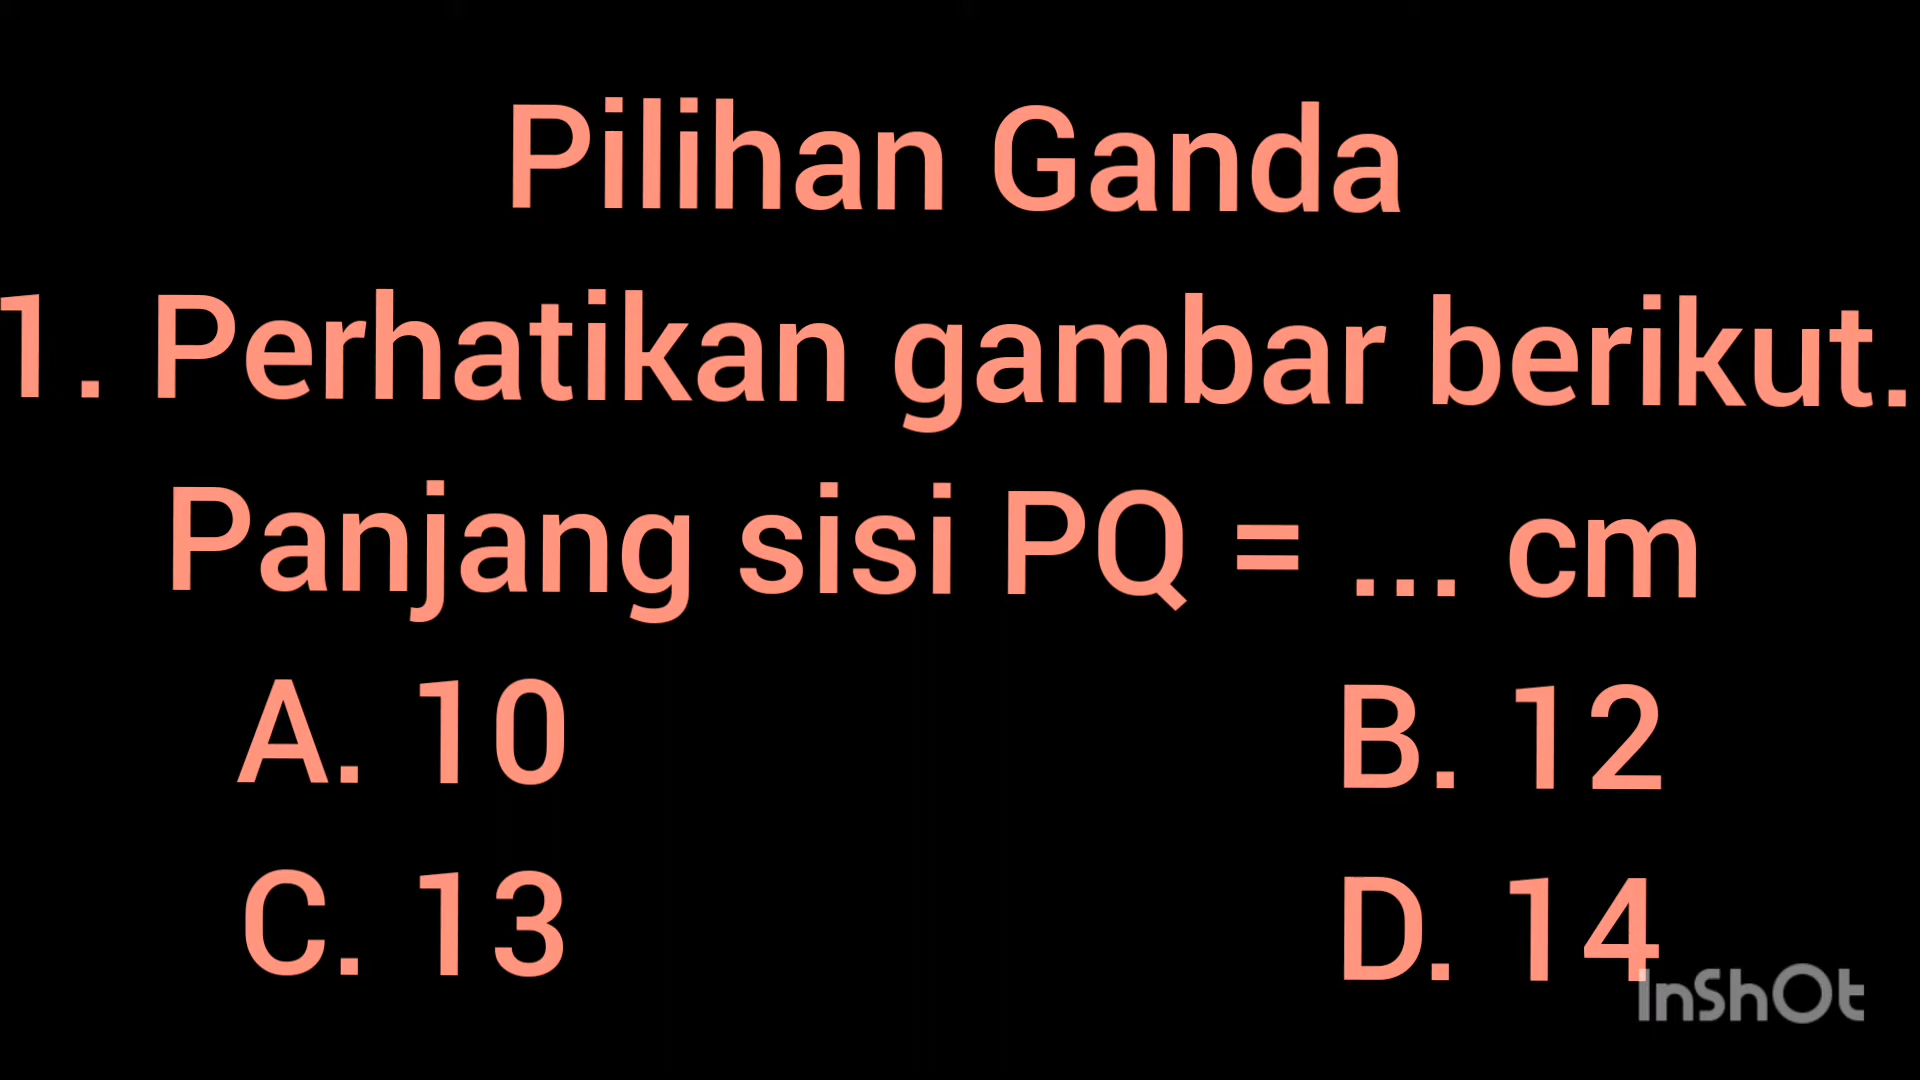 Pilihan Ganda
1. Perhatikan gambar berikut.
Panjang sisi PQ = ... cm
A. 10 B. 12
C. 13 D. 14
InShOt